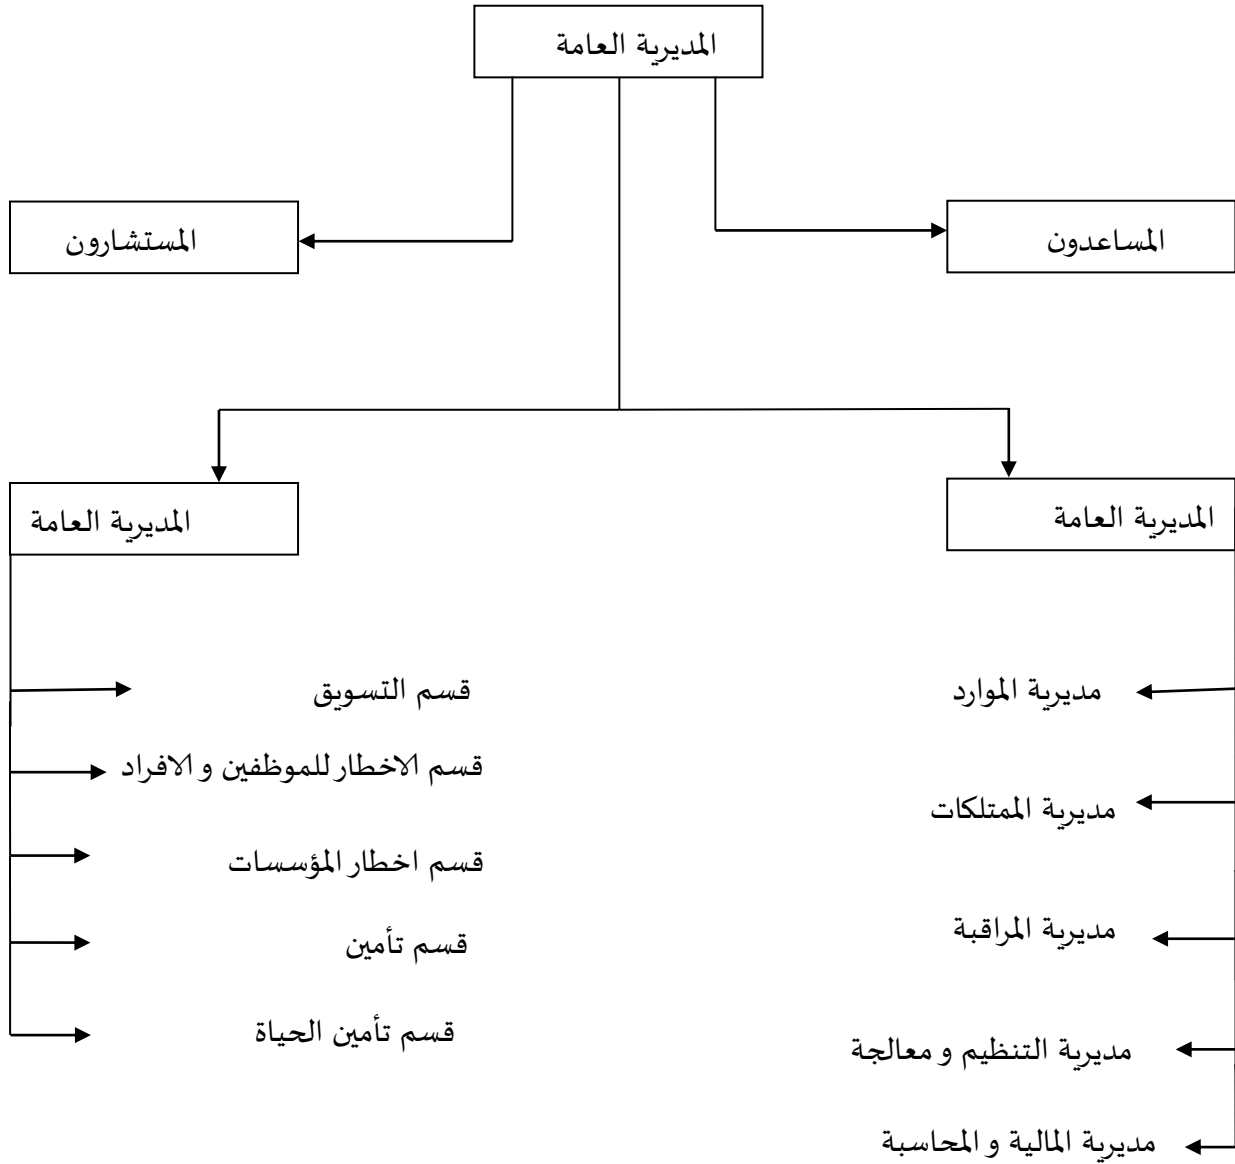 المديرية العامة
المساعدون
المستشارون
المديرية العامة
المديرية العامة
مديرية الموارد
مديرية الممتلكات
مديرية المراقبة
مديرية التنظيم و معالجة
مديرية المالية و المحاسبة
قسم التسويق
قسم الاخطار للموظفين و الافراد
قسم اخطار المؤسسات
قسم تأمين
قسم تأمين الحياة